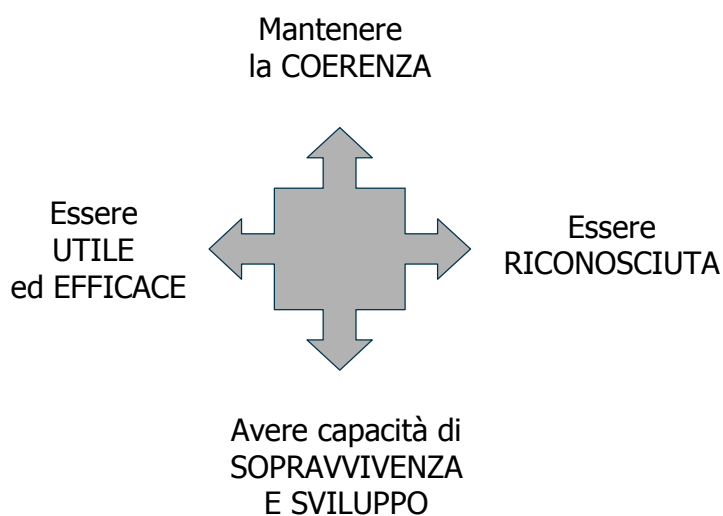 Mantenere
la COERENZA
Essere
UTILE
ed EFFICACE
Essere
RICONOSCIUTA
Avere capacità di
SOPRAVVIVENZA
E SVILUPPO